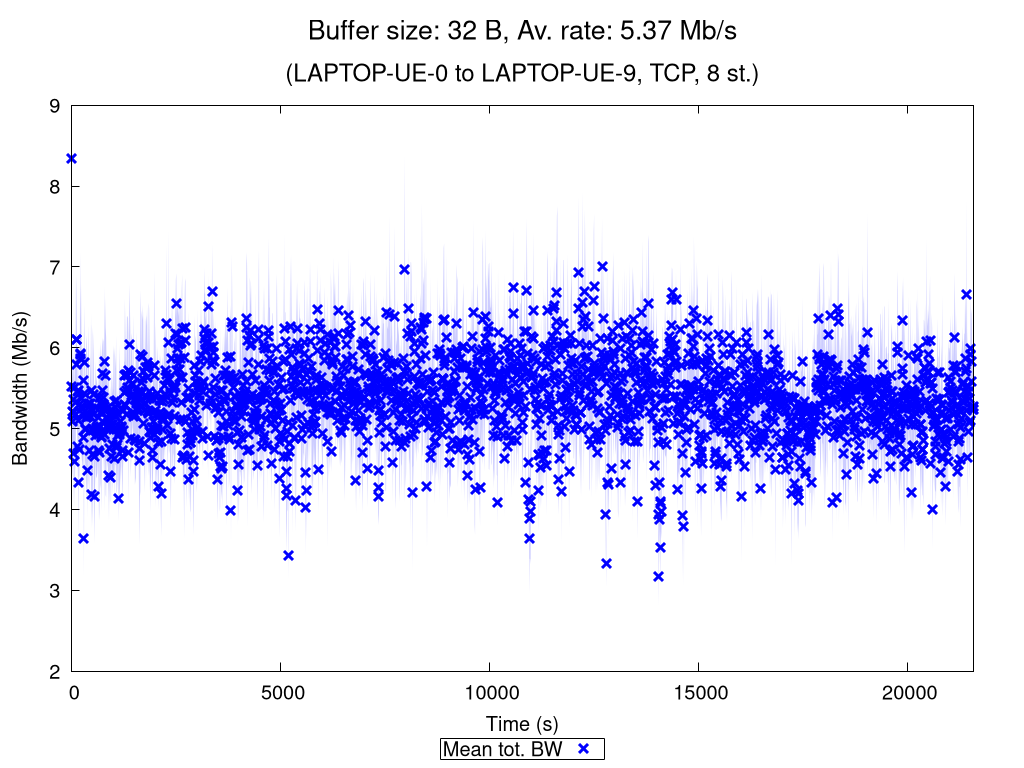 Buffer size: 32 B, Av. rate: 5.37 Mb/s
(LAPTOP-UE-0 to LAPTOP-UE-9, TCP, 8 st.)
9
8
7
6
5
4
3
2
Bandwidth (Mb/s)
0 5000 10000 15000 20000
Time (s)
Mean tot. BW